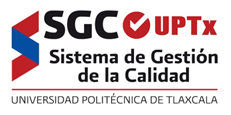 SGC UPTx
Sistema de Gestión
de la Calidad
UNIVERSIDAD POLITÉCNICA DE TLAXCALA